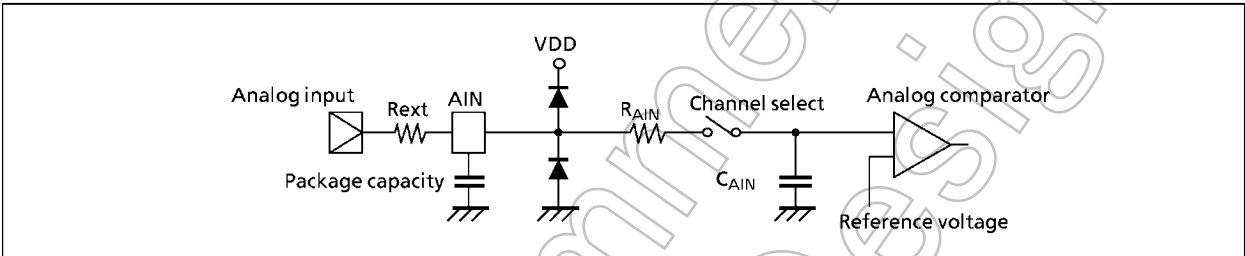 VDD
Analog input
Rext
AIN
RAIN
Channel select
Analog comparator
Package capacity
CAIN
Reference voltage